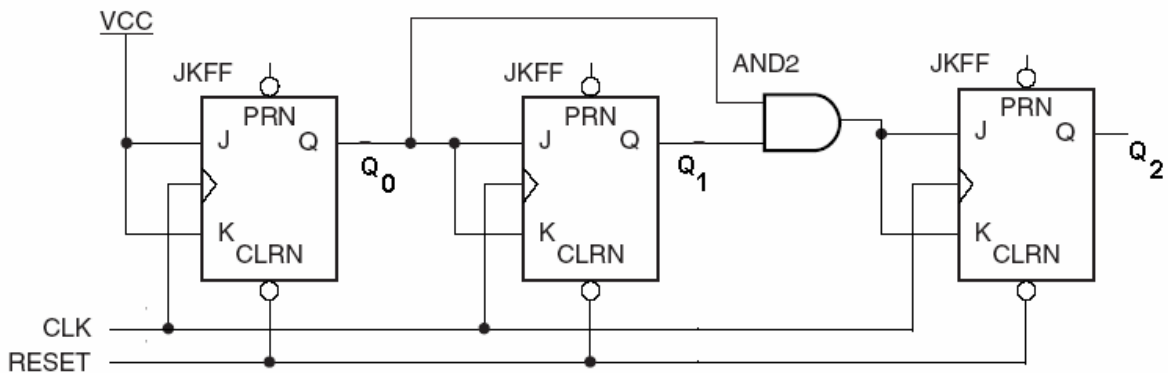 VCC
JKFF
JKFF
AND2
JKFF
PRN
J
Q
K
CLRN
Q0
PRN
J
Q
K
CLRN
Q1
PRN
J
Q
K
CLRN
Q2
CLK
RESET